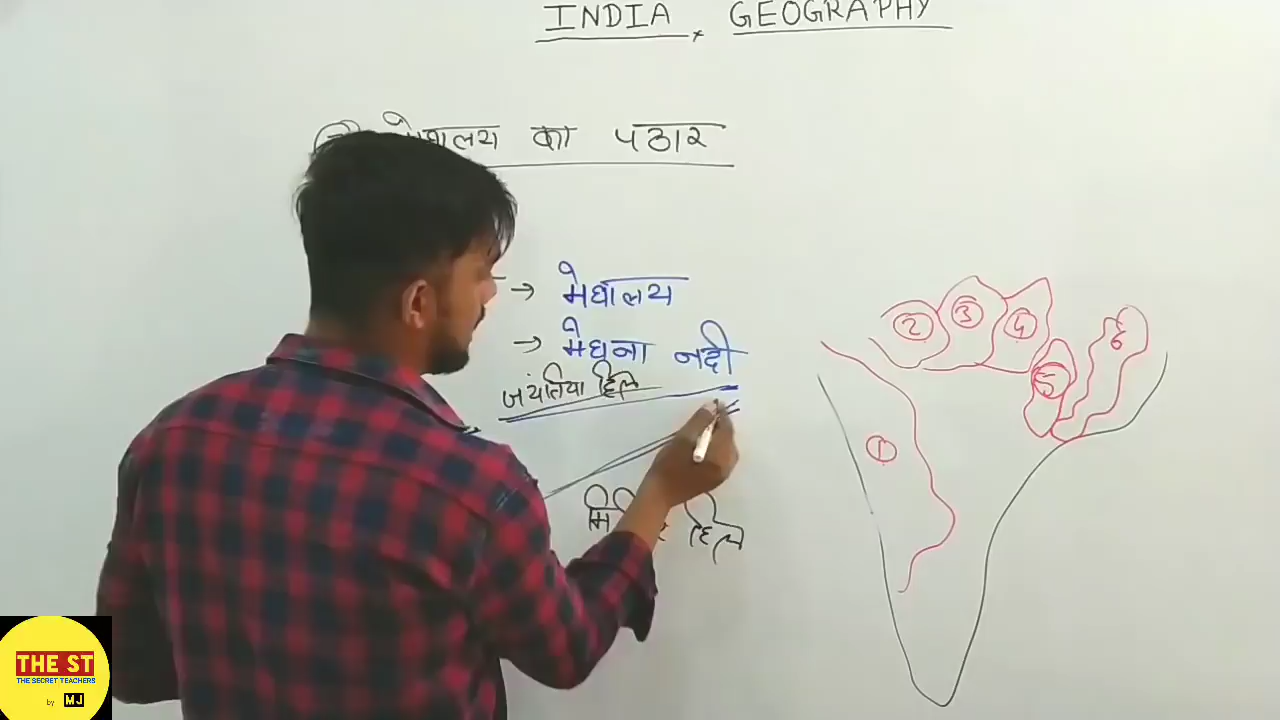 INDIA GEOGRAPHY
मेघालय का पठार
→ मेघालय
→ मेघना नदी
जयंतिया हिल
हिल
2
3
4
5
6
1
THE ST
THE SECRET TEACHERS
by MJ